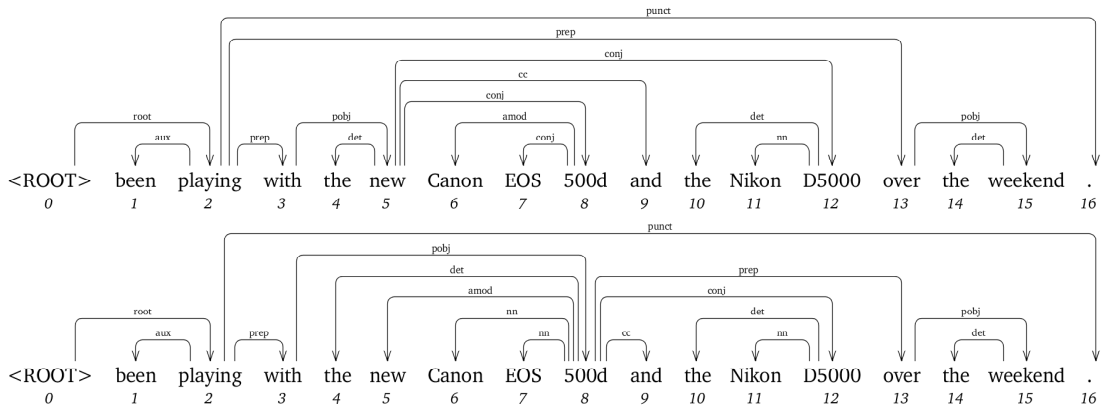 punct
prep
conj
cc
conj
root pobj amod det pobj
aux prep det conj nn det
<ROOT> been playing with the new Canon EOS 500d and the Nikon D5000 over the weekend .
0 1 2 3 4 5 6 7 8 9 10 11 12 13 14 15 16
punct
pobj
det prep
amod conj
root nn det pobj
aux prep nn cc nn det
<ROOT> been playing with the new Canon EOS 500d and the Nikon D5000 over the weekend .
0 1 2 3 4 5 6 7 8 9 10 11 12 13 14 15 16